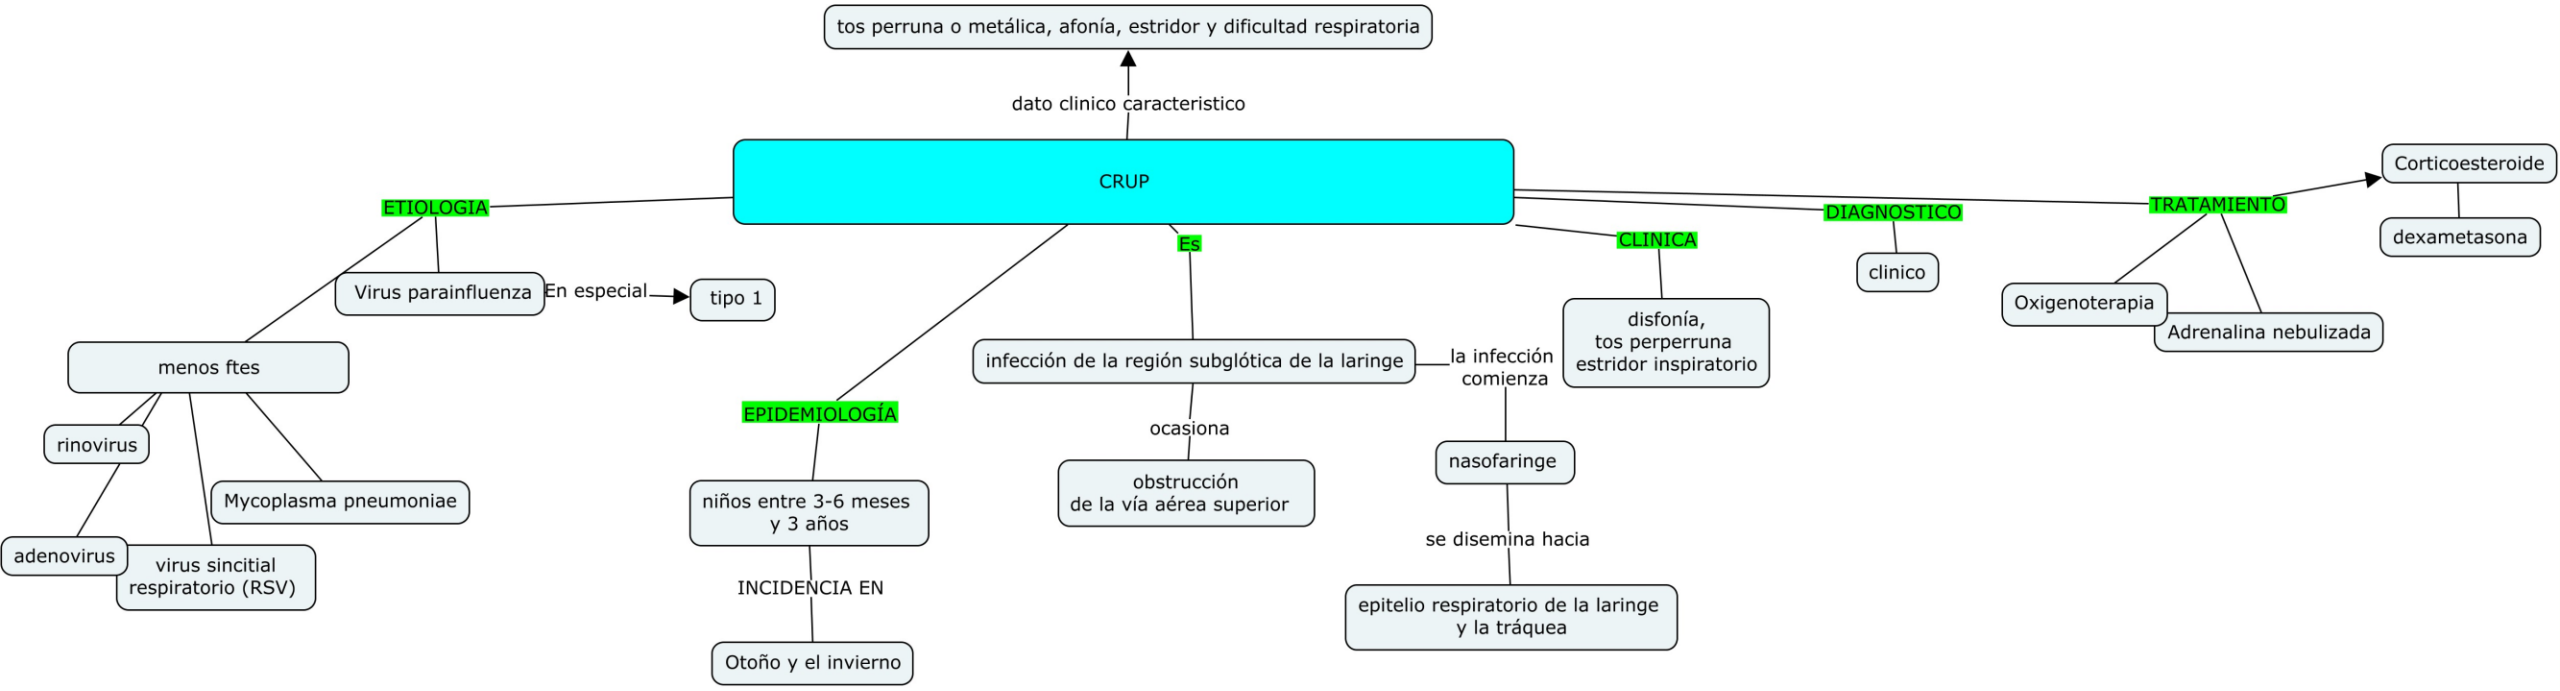 tos perruna o metálica, afonía, estridor y dificultad respiratoria
dato clinico caracteristico
CRUP
ETIOLOGIA
Virus parainfluenza
En especial
tipo 1
menos ftes
rinovirus
adenovirus
virus sincitial
respiratorio (RSV)
Mycoplasma pneumoniae
EPIDEMIOLOGÍA
niños entre 3-6 meses
y 3 años
INCIDENCIA EN
Otoño y el invierno
Es
infección de la región subglótica de la laringe
ocasiona
obstrucción
de la vía aérea superior
la infección
comienza
nasofaringe
se disemina hacia
epitelio respiratorio de la laringe
y la tráquea
CLINICA
disfonía,
tos perperruna
estridor inspiratorio
DIAGNOSTICO
clinico
TRATAMIENTO
Corticoesteroide
dexametasona
Oxigenoterapia
Adrenalina nebulizada